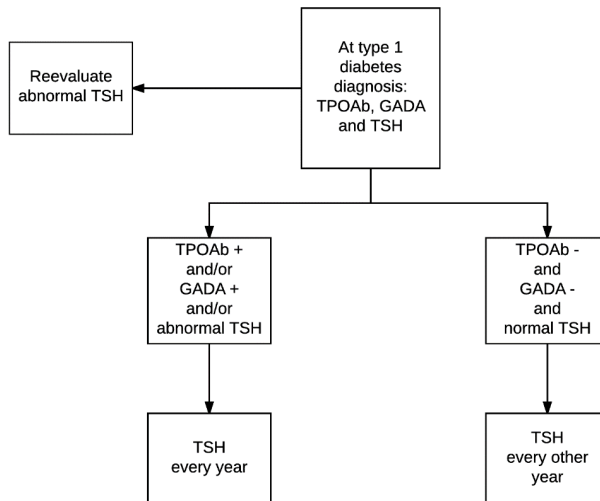 At type 1
diabetes
diagnosis:
TPOAb, GADA
and TSH
Reevaluate
abnormal TSH
TPOAb +
and/or
GADA +
and/or
abnormal TSH
TPOAb -
and
GADA -
and
normal TSH
TSH
every year
TSH
every other
year